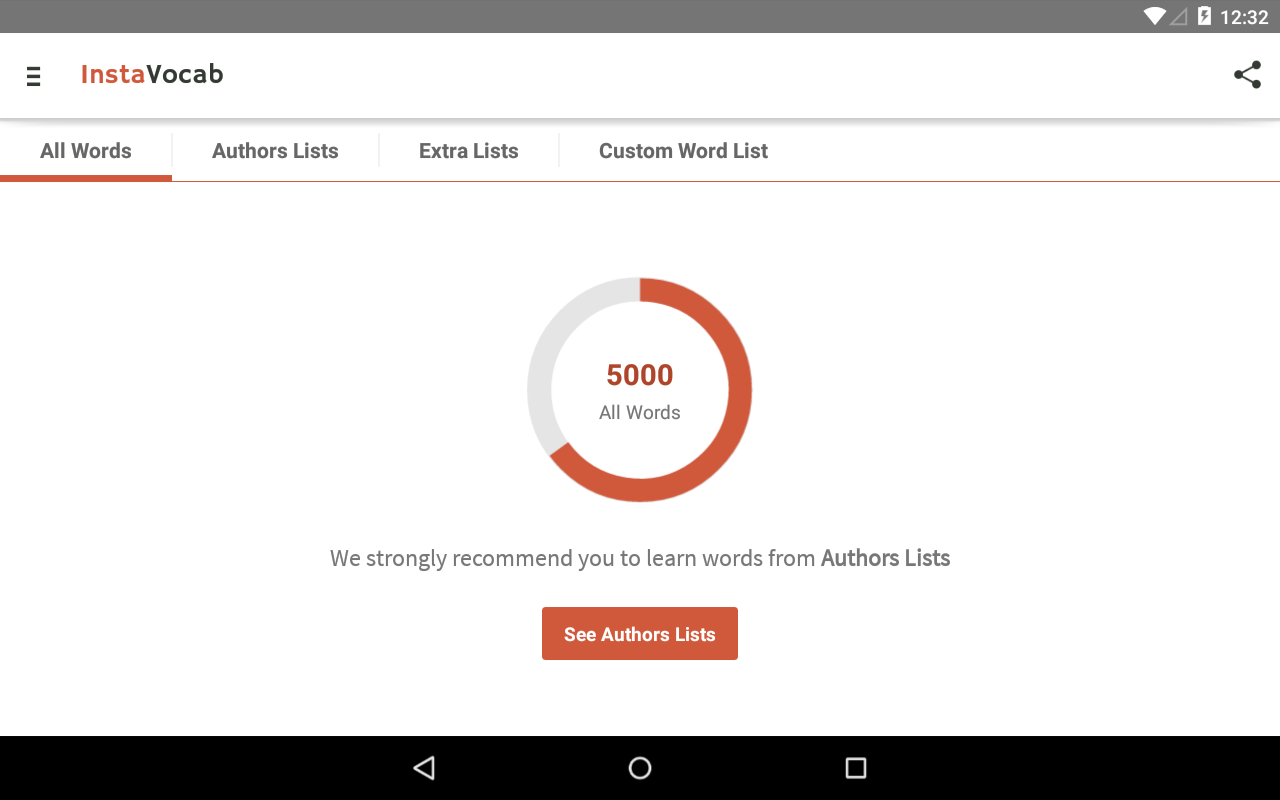 12:32
InstaVocab
All Words
Authors Lists
Extra Lists
Custom Word List
5000
All Words
We strongly recommend you to learn words from Authors Lists
See Authors Lists